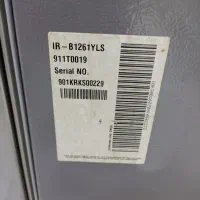 IR-B1261YLS
911T0019
Serial NO.
901KRKS00229